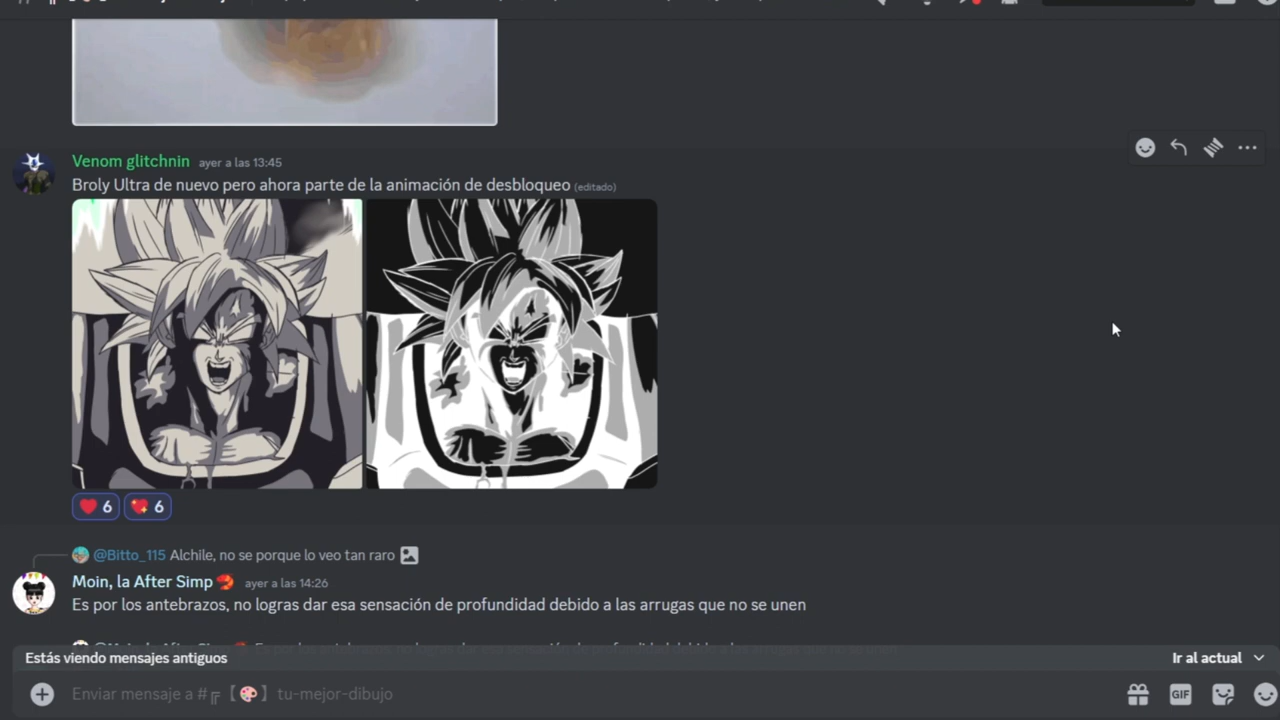 Venom glitchnin ayer a las 13:45
Broly Ultra de nuevo pero ahora parte de la animación de desbloqueo (editado)
6 6
@Bitto_115 Alchile, no se porque lo veo tan raro
Moin, la After Simp ayer a las 14:26
Es por los antebrazos, no logras dar esa sensación de profundidad debido a las arrugas que no se unen
Estás viendo mensajes antiguos Ir al actual
Enviar mensaje a #╔【🎨】tu-mejor-dibujo
GIF